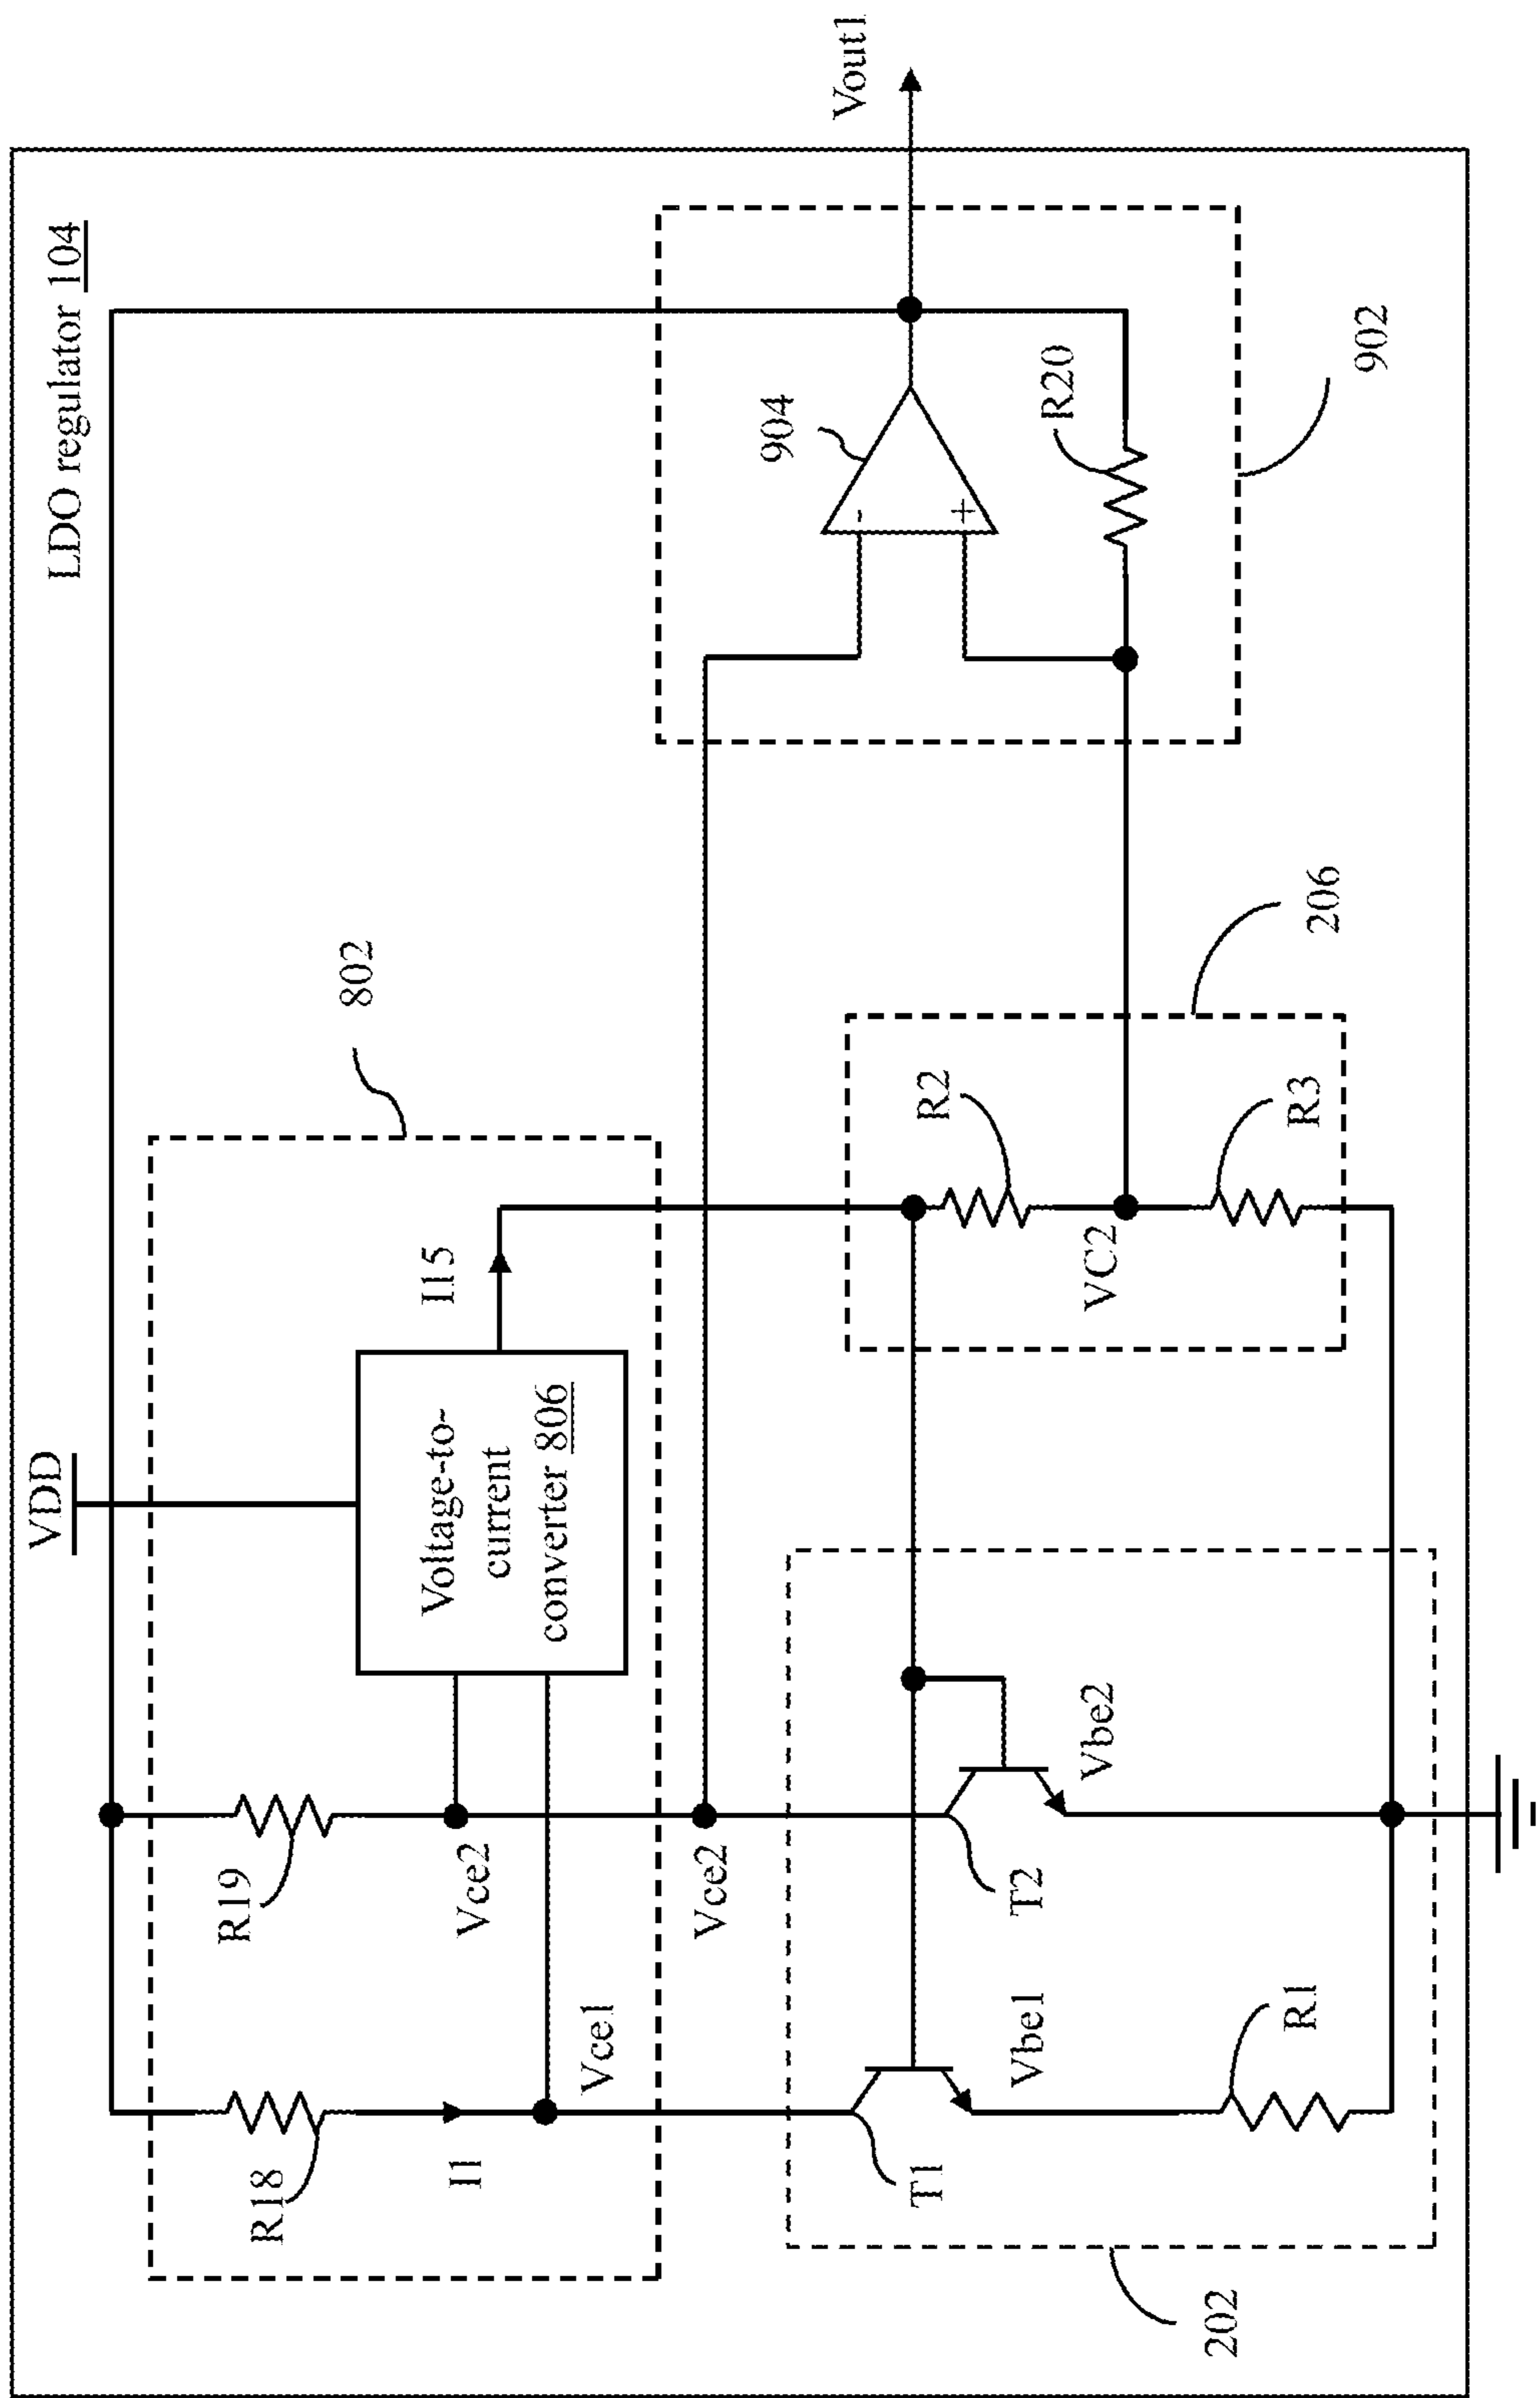 LDO regulator 104
VDD
802
R18
R19
I1
Vce2
Voltage-to-
current
converter 806
I15
Vce1
Vce2
904
-
+
Vout1
R20
902
T1
T2
Vbe1
Vbe2
R1
202
R2
VC2
R3
206